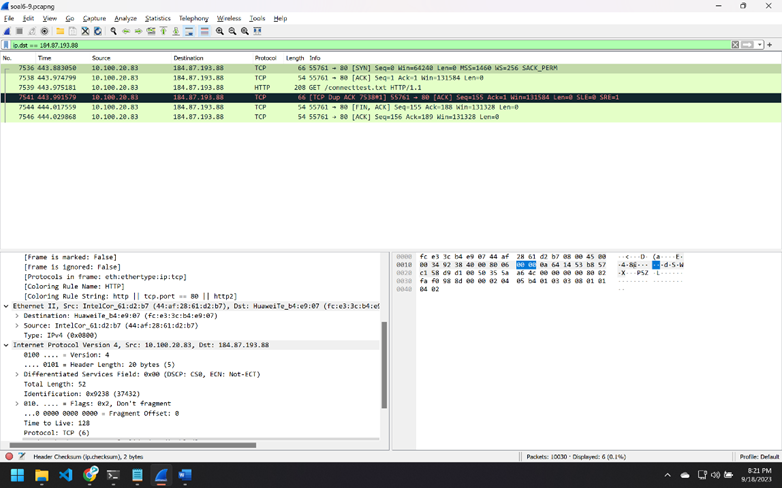 soal6-9.pcapng
File Edit View Go Capture Analyze Statistics Telephony Wireless Tools Help
ip.dst == 184.87.193.88
No. Time Source Destination Protocol Length Info
7536 443.883050 10.100.20.83 184.87.193.88 TCP 66 55761 → 80 [SYN] Seq=0 Win=64240 Len=0 MSS=1460 WS=256 SACK_PERM
7538 443.974799 10.100.20.83 184.87.193.88 TCP 54 55761 → 80 [ACK] Seq=1 Ack=1 Win=131584 Len=0
7539 443.975181 10.100.20.83 184.87.193.88 HTTP 208 GET /connecttest.txt HTTP/1.1
7541 443.991579 10.100.20.83 184.87.193.88 TCP 66 [TCP Dup ACK 7538#1] 55761 → 80 [ACK] Seq=155 Ack=1 Win=131584 Len=0 SLE=0 SRE=1
7544 444.017559 10.100.20.83 184.87.193.88 TCP 54 55761 → 80 [FIN, ACK] Seq=155 Ack=188 Win=131328 Len=0
7546 444.029868 10.100.20.83 184.87.193.88 TCP 54 55761 → 80 [ACK] Seq=156 Ack=189 Win=131328 Len=0
[Frame is marked: False]
[Frame is ignored: False]
[Protocols in frame: eth:ethertype:ip:tcp]
[Coloring Rule Name: HTTP]
[Coloring Rule String: http || tcp.port == 80 || http2]
Ethernet II, Src: IntelCor_61:d2:b7 (44:af:28:61:d2:b7), Dst: HuaweiTe_b4:e9:07 (fc:e3:3c:b4:e9
Destination: HuaweiTe_b4:e9:07 (fc:e3:3c:b4:e9:07)
Source: IntelCor_61:d2:b7 (44:af:28:61:d2:b7)
Type: IPv4 (0x0800)
Internet Protocol Version 4, Src: 10.100.20.83, Dst: 184.87.193.88
0100 .... = Version: 4
.... 0101 = Header Length: 20 bytes (5)
Differentiated Services Field: 0x00 (DSCP: CS0, ECN: Not-ECT)
Total Length: 52
Identification: 0x9238 (37432)
010. .... = Flags: 0x2, Don't fragment
...0 0000 0000 0000 = Fragment Offset: 0
Time to Live: 128
Protocol: TCP (6)
0000 fc e3 3c b4 e9 07 44 af 28 61 d2 b7 08 00 45 00
0010 00 34 92 38 40 00 80 06 00 00 0a 64 14 53 b8 57
0020 c1 58 d9 d1 00 50 35 5a a6 4c 00 00 00 00 80 02
0030 fa f0 98 8d 00 00 02 04 05 b4 01 03 03 08 01 01
0040 04 02
Header Checksum (ip.checksum), 2 bytes
Packets: 10030 · Displayed: 6 (0.1%)
Profile: Default
8:21 PM
9/18/2023